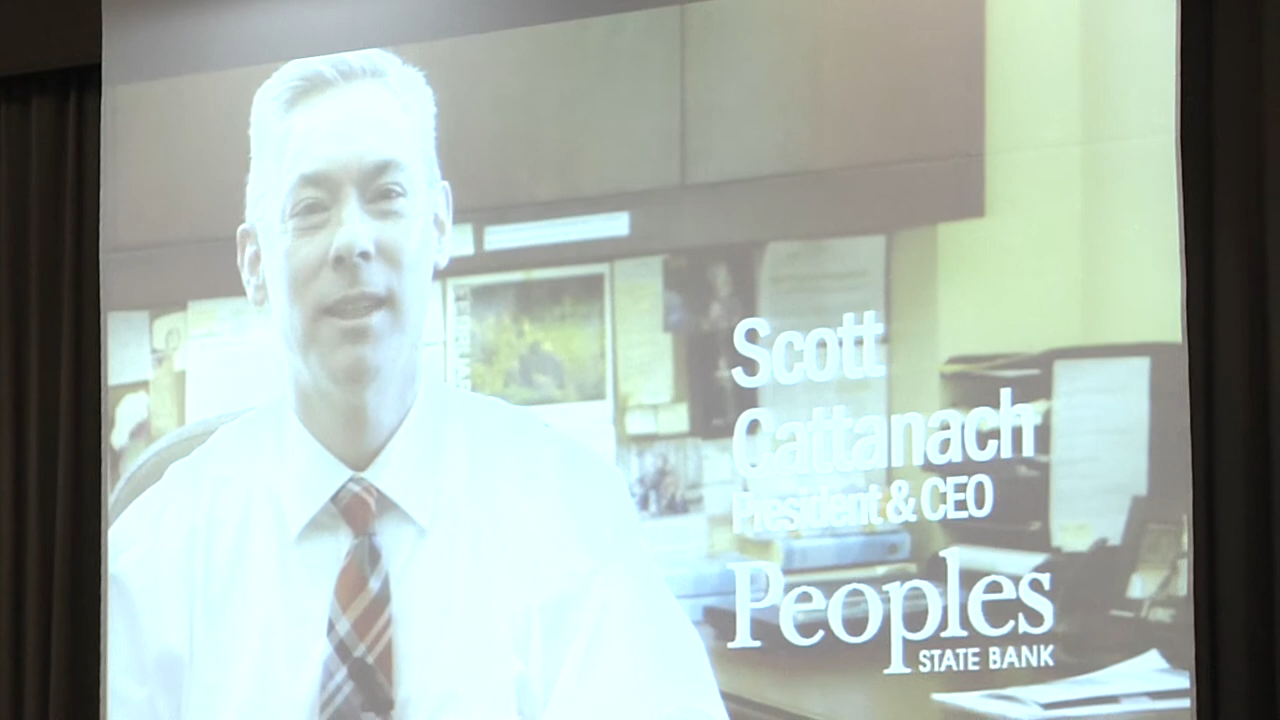 Scott
Cattanach
President & CEO
Peoples
STATE BANK